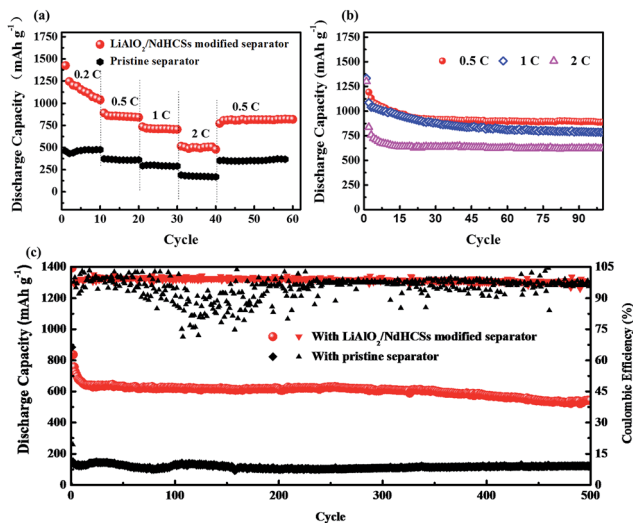 (a)
LiAlO2/NdHCSs modified separator
Pristine separator
0.2 C
0.5 C
1 C
2 C
0.5 C
Discharge Capacity (mAh g⁻¹)
1750
1500
1250
1000
750
500
250
0
0 10 20 30 40 50 60
Cycle
(b)
0.5 C 1 C 2 C
Discharge Capacity (mAh g⁻¹)
1750
1500
1250
1000
750
500
250
0
0 15 30 45 60 75 90
Cycle
(c)
Discharge Capacity (mAh g⁻¹)
1400
1200
1000
800
600
400
200
0
With LiAlO2/NdHCSs modified separator
With pristine separator
105
90
75
60
45
30
15
0
Coulombic Efficiency (%)
0 100 200 300 400 500
Cycle